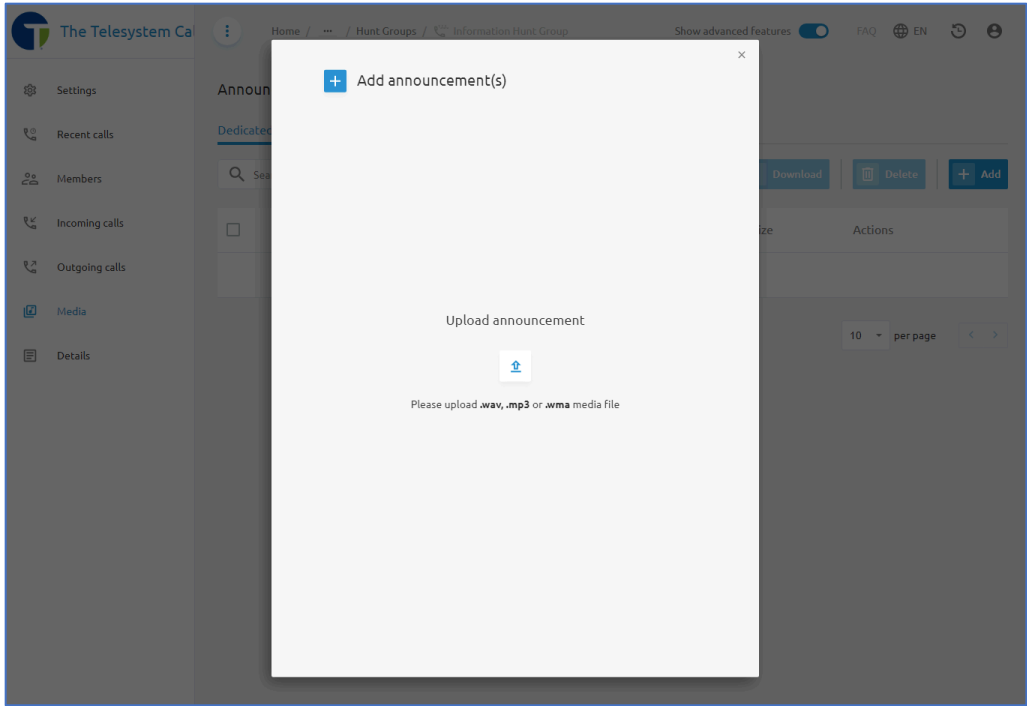 The Telesystem Ca
Home / ··· / Hunt Groups / Information Hunt Group
Show advanced features
FAQ
EN
Settings
Recent calls
Members
Incoming calls
Outgoing calls
Media
Details
Announ
Dedicated
Sea
Download
Delete
+ Add
ize
Actions
10
per page
< >
×
+ Add announcement(s)
Upload announcement
Please upload .wav, .mp3 or .wma media file